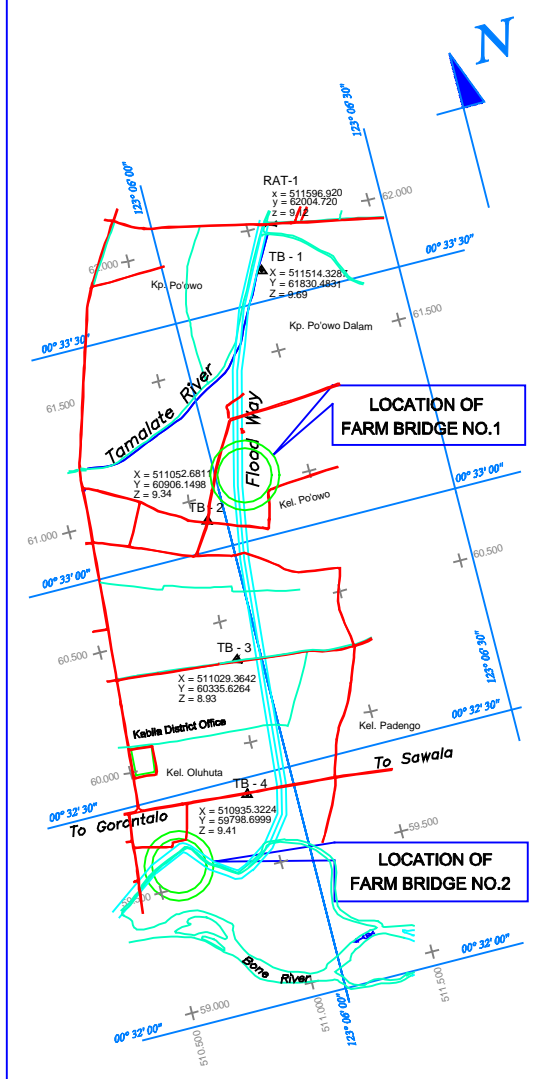 N
123° 06' 30"
123° 06' 00"
RAT-1
x = 511596.920
y = 62004.720
z = 9.12
62.000
00° 33' 30"
62.000
TB - 1
X = 511514.3287
Y = 61830.4831
Z = 9.69
Kp. Po'owo
Kp. Po'owo Dalam
61.500
00° 33' 30"
61.500
Tamalate River
Flood Way
LOCATION OF
FARM BRIDGE NO.1
X = 511052.6811
Y = 60906.1498
Z = 9.34
00° 33' 00"
Kel. Po'owo
TB - 2
61.000
60.500
00° 33' 00"
60.500
TB - 3
X = 511029.3642
Y = 60335.6264
Z = 8.93
123° 06' 30"
00° 32' 30"
Kabila District Office
Kel. Padengo
To Sawala
60.000
Kel. Oluhuta
TB - 4
X = 510935.3224
Y = 59798.6999
Z = 9.41
00° 32' 30"
To Gorontalo
59.500
LOCATION OF
FARM BRIDGE NO.2
59.500
Bone River
00° 32' 00"
511.500
511.000
123° 06' 00"
59.000
510.500
00° 32' 00"